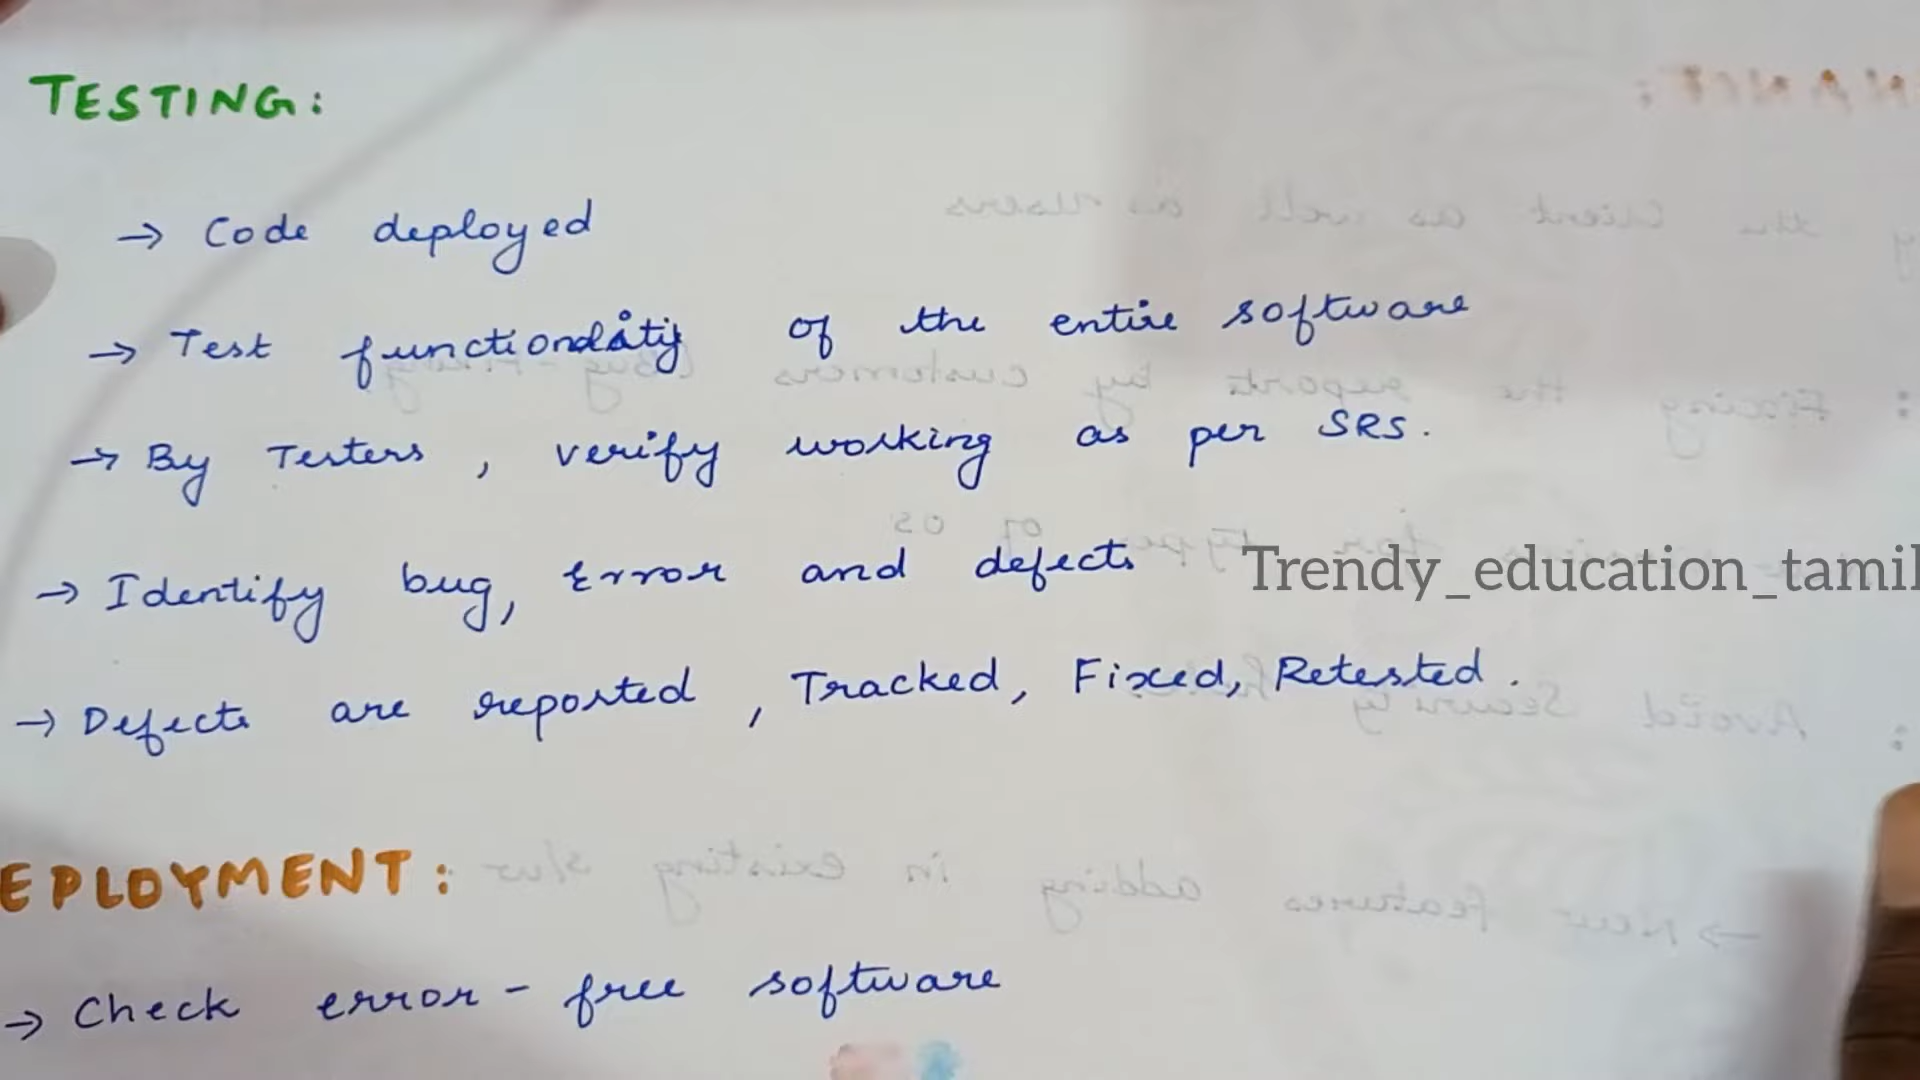 TESTING:
→ Code deployed
→ Test functionality of the entire software
→ By Testers, verify working as per SRS.
→ Identify bug, Error and defects
Trendy_education_tamil
→ Defects are reported, Tracked, Fixed, Retested.
EPLOYMENT:
→ Check error-free software